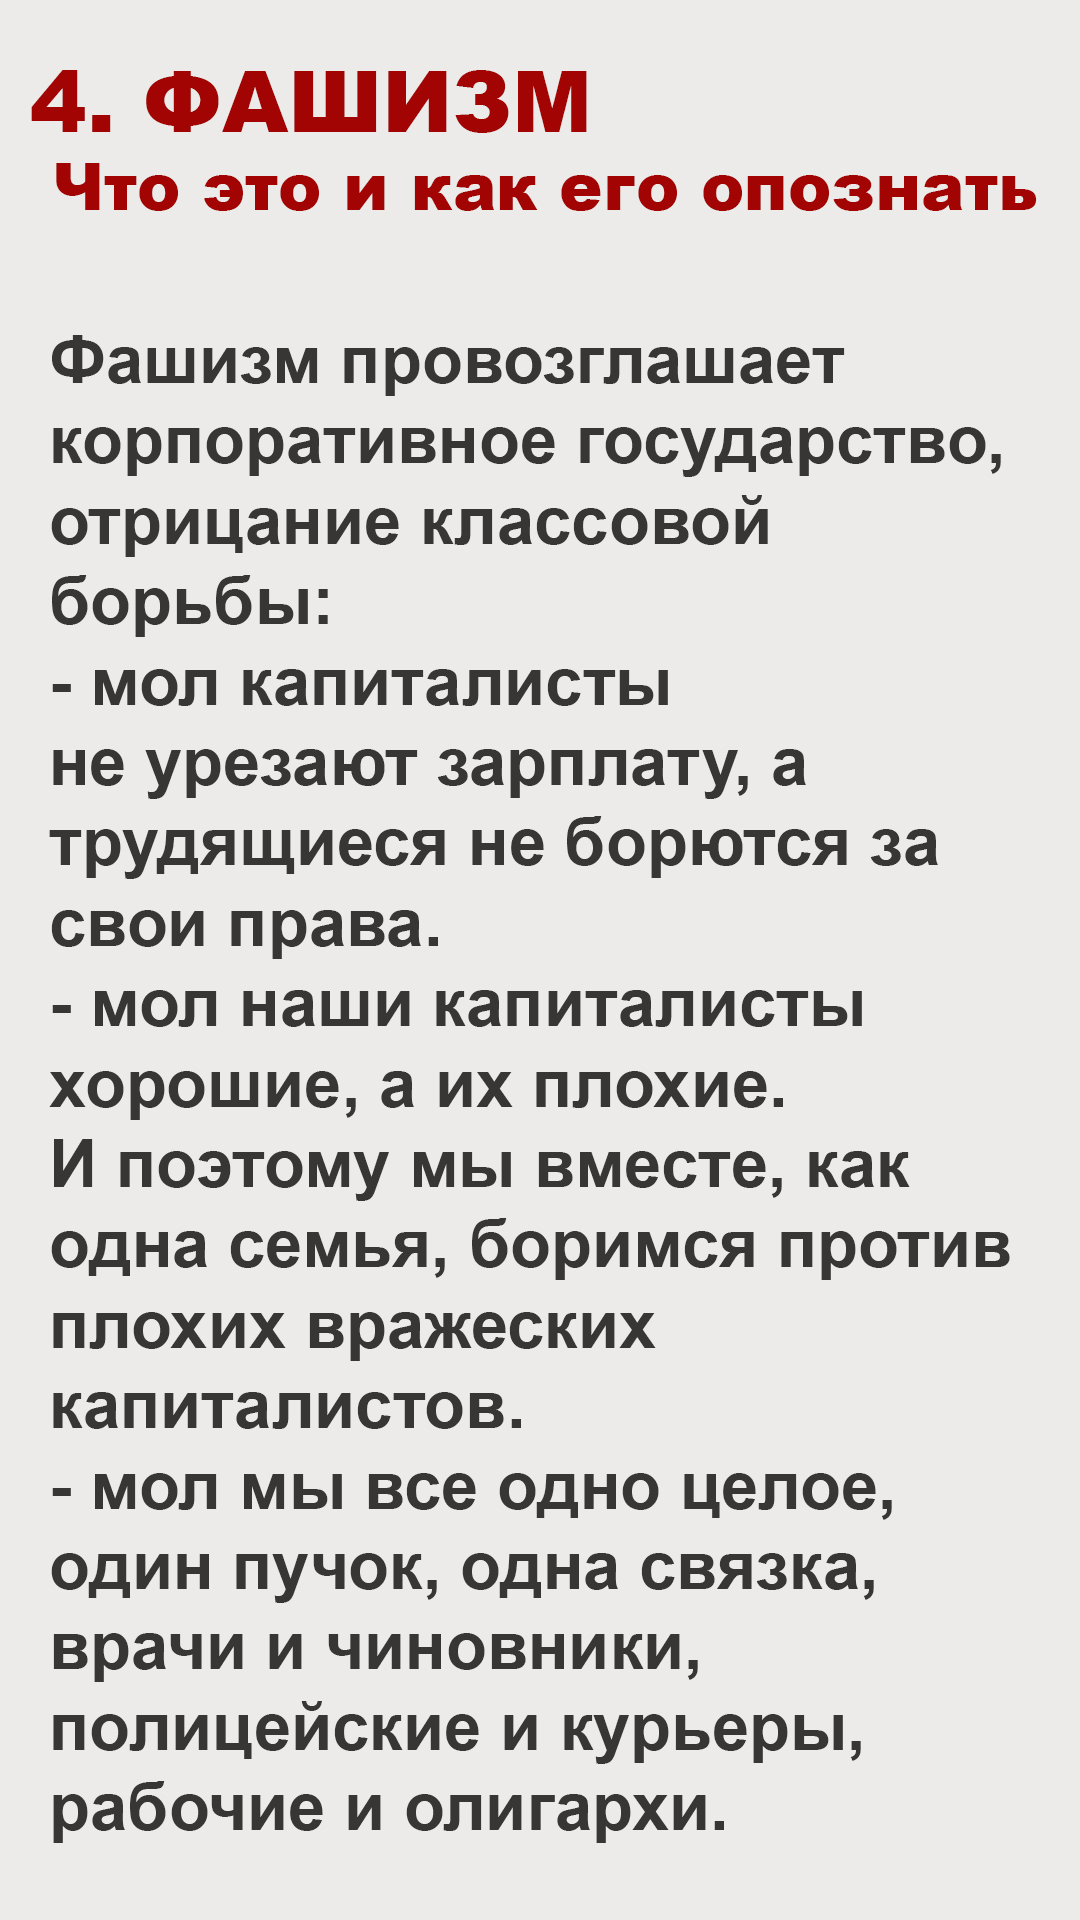 4. ФАШИЗМ
Что это и как его опознать
Фашизм провозглашает
корпоративное государство,
отрицание классовой
борьбы:
- мол капиталисты
не урезают зарплату, а
трудящиеся не борются за
свои права.
- мол наши капиталисты
хорошие, а их плохие.
И поэтому мы вместе, как
одна семья, боримся против
плохих вражеских
капиталистов.
- мол мы все одно целое,
один пучок, одна связка,
врачи и чиновники,
полицейские и курьеры,
рабочие и олигархи.